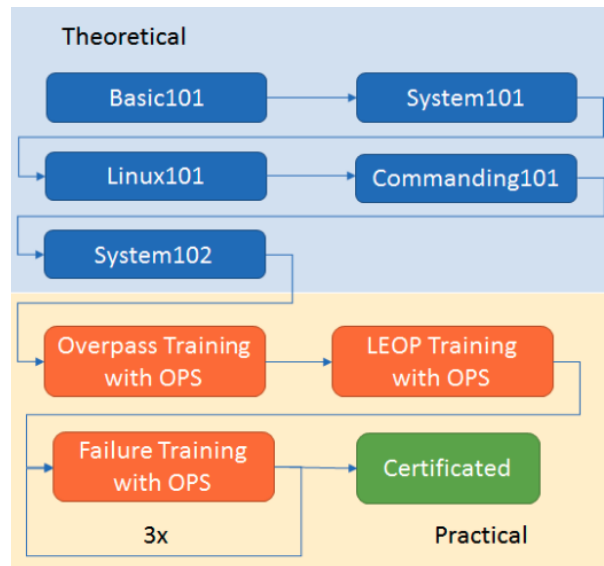 Theoretical
Basic101
System101
Linux101
Commanding101
System102
Overpass Training
with OPS
LEOP Training
with OPS
Failure Training
with OPS
Certificated
3x
Practical